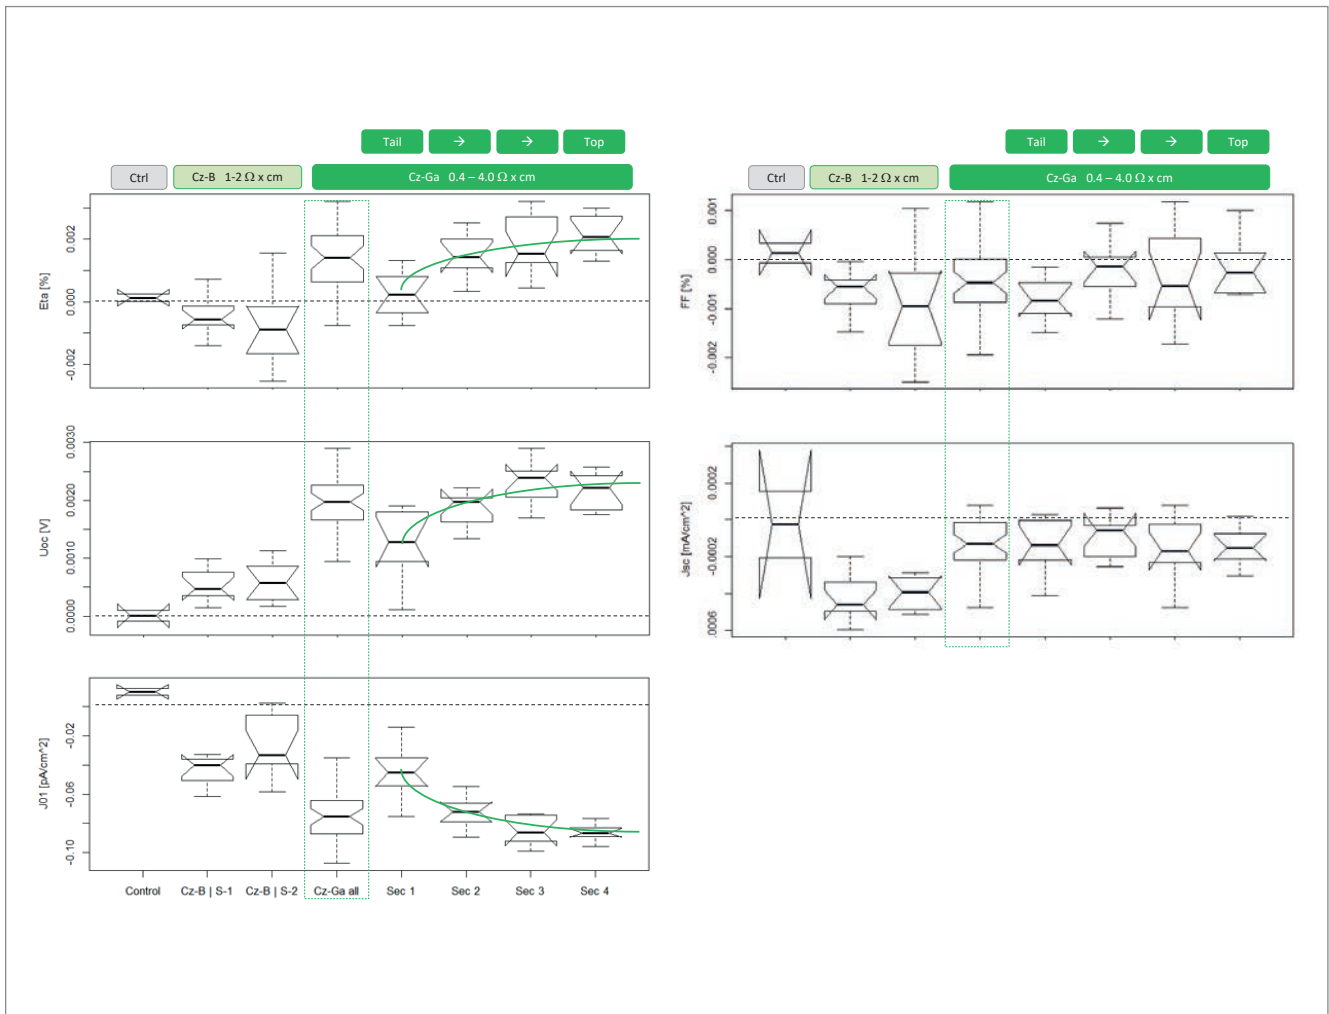 Tail → → Top
Ctrl Cz-B 1-2 Ω x cm Cz-Ga 0.4 – 4.0 Ω x cm
Eta [%]
0.002
0.000
-0.002
Uoc [V]
0.0030
0.0020
0.0010
0.0000
J01 [pA/cm^2]
-0.02
-0.06
-0.10
Control Cz-B | S-1 Cz-B | S-2 Cz-Ga all Sec 1 Sec 2 Sec 3 Sec 4
Tail → → Top
Ctrl Cz-B 1-2 Ω x cm Cz-Ga 0.4 – 4.0 Ω x cm
FF [%]
0.001
0.000
-0.001
-0.002
Jsc [mA/cm^2]
0.0002
-0.0002
.0006